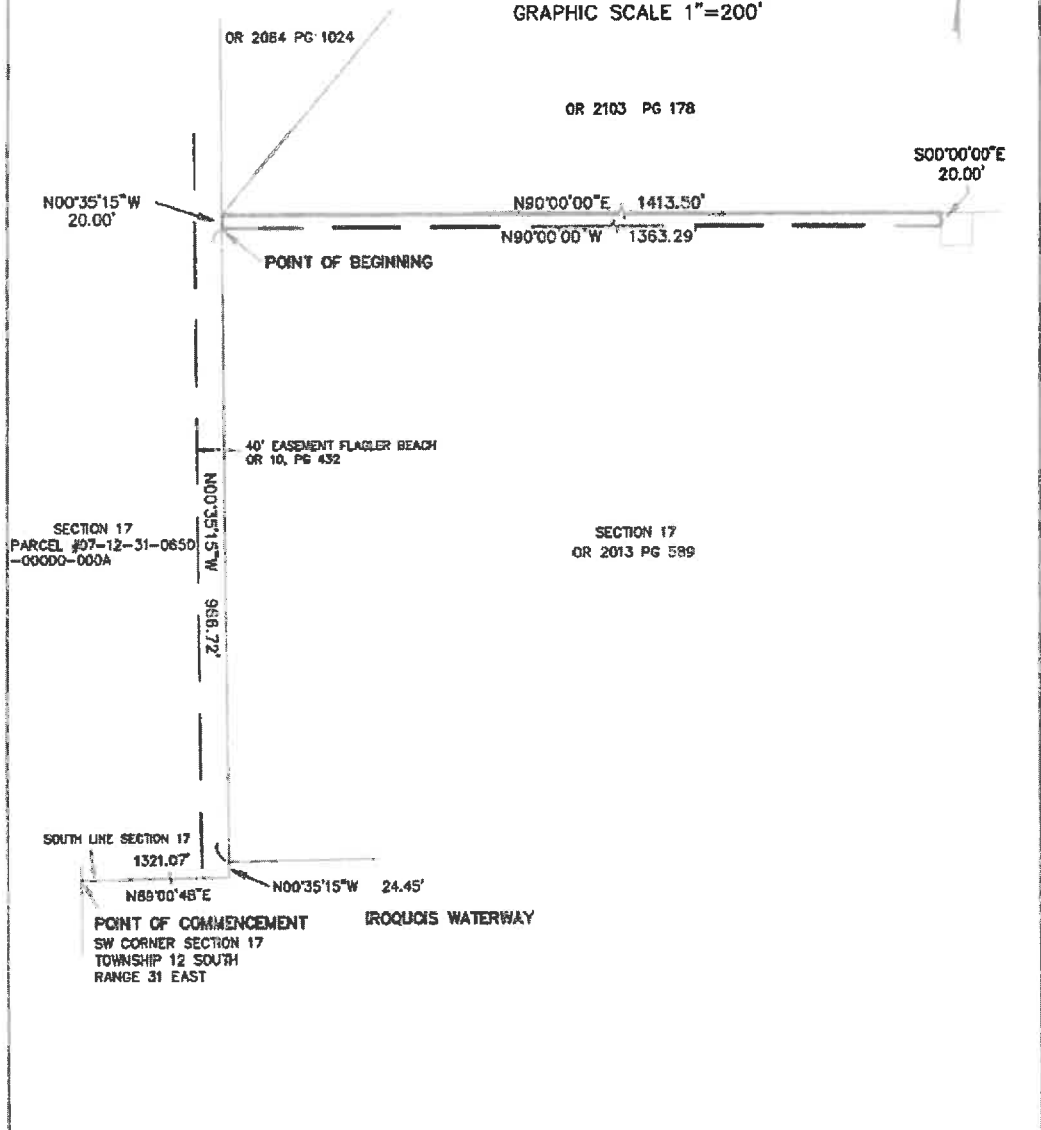 GRAPHIC SCALE 1"=200'
OR 2084 PG 1024
OR 2103 PG 178
S00°00'00"E
20.00'
N00°35'15"W
20.00'
N90°00'00"E 1413.50'
N90°00'00"W 1363.29'
POINT OF BEGINNING
40' EASEMENT FLAGLER BEACH
OR 10, PG 432
N00°35'15"W 966.72'
SECTION 17
PARCEL #07-12-31-0650
-000D0-000A
SECTION 17
OR 2013 PG 589
SOUTH LINE SECTION 17
1321.07'
N89°00'48"E
N00°35'15"W 24.45'
POINT OF COMMENCEMENT
SW CORNER SECTION 17
TOWNSHIP 12 SOUTH
RANGE 31 EAST
IROQUOIS WATERWAY